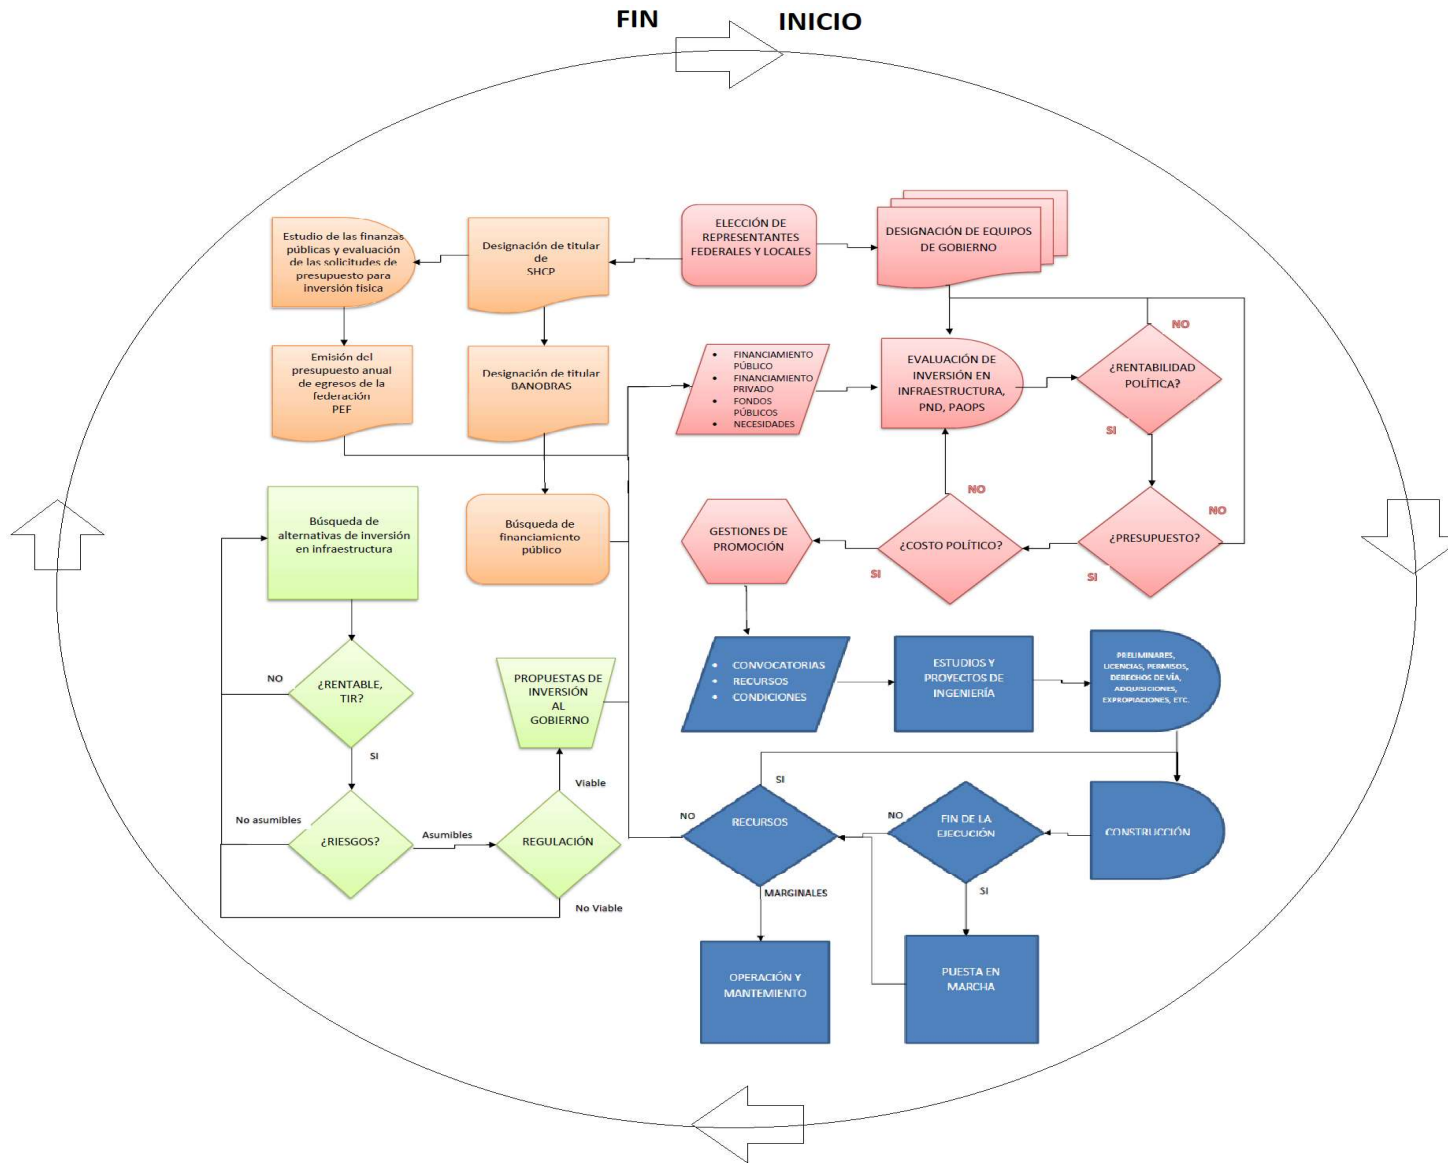 FIN
INICIO
Estudio de las finanzas
públicas y evaluación
de las solicitudes de
presupuesto para
inversión física
Designación de titular
de
SHCP
ELECCIÓN DE
REPRESENTANTES
FEDERALES Y LOCALES
DESIGNACIÓN DE EQUIPOS
DE GOBIERNO
Emisión del
presupuesto anual
de egresos de la
federación
PEF
Designación de titular
BANOBRAS
• FINANCIAMIENTO
PÚBLICO
• FINANCIAMIENTO
PRIVADO
• FONDOS
PÚBLICOS
• NECESIDADES
EVALUACIÓN DE
INVERSIÓN EN
INFRAESTRUCTURA,
PND, PAOPS
¿RENTABILIDAD
POLÍTICA?
NO
SI
Búsqueda de
alternativas de inversión
en infraestructura
Búsqueda de
financiamiento
público
GESTIONES DE
PROMOCIÓN
NO
¿COSTO POLÍTICO?
SI
NO
¿PRESUPUESTO?
SI
NO
¿RENTABLE,
TIR?
SI
PROPUESTAS DE
INVERSIÓN
AL
GOBIERNO
• CONVOCATORIAS
• RECURSOS
• CONDICIONES
ESTUDIOS Y
PROYECTOS DE
INGENIERÍA
PRELIMINARES,
LICENCIAS, PERMISOS,
DERECHOS DE VÍA,
ADQUISICIONES,
EXPROPIACIONES, ETC.
No asumibles
¿RIESGOS?
Asumibles
Viable
REGULACIÓN
No Viable
SI
NO
RECURSOS
MARGINALES
NO
FIN DE LA
EJECUCIÓN
SI
CONSTRUCCIÓN
OPERACIÓN Y
MANTEMIENTO
PUESTA EN
MARCHA